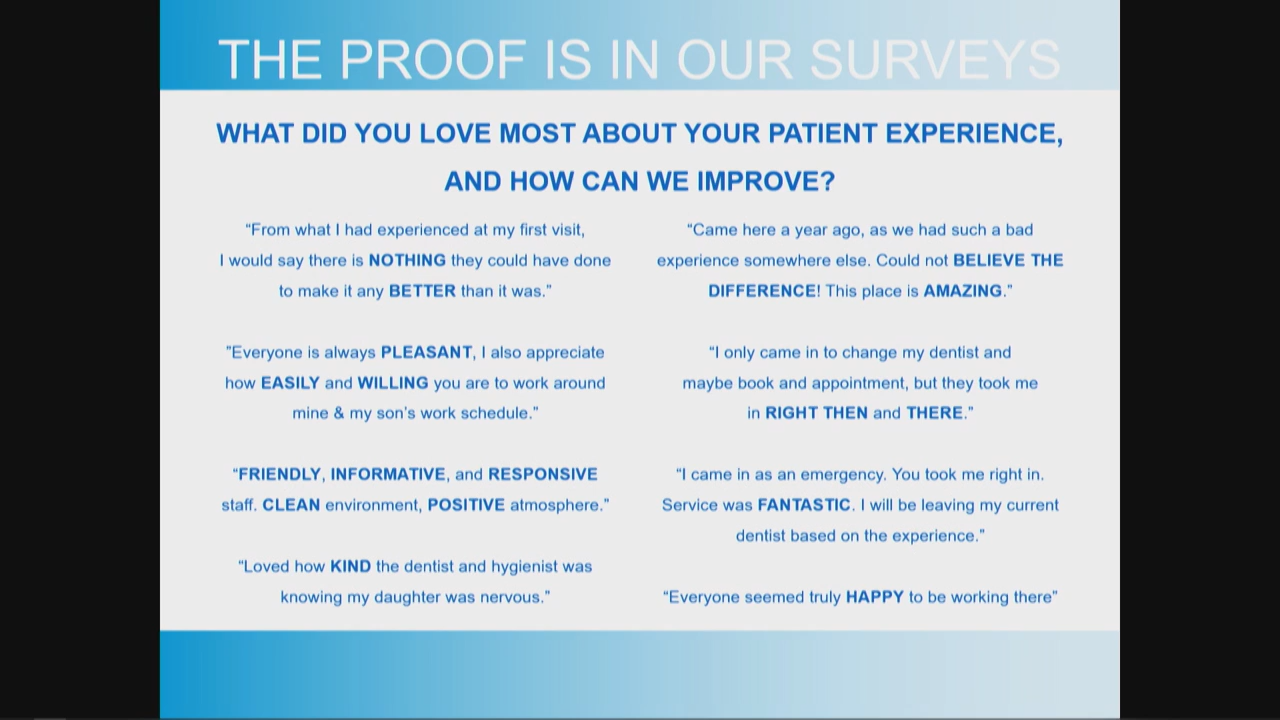 THE PROOF IS IN OUR SURVEYS
WHAT DID YOU LOVE MOST ABOUT YOUR PATIENT EXPERIENCE,
AND HOW CAN WE IMPROVE?
“From what I had experienced at my first visit,
I would say there is NOTHING they could have done
to make it any BETTER than it was.”
"Everyone is always PLEASANT, I also appreciate
how EASILY and WILLING you are to work around
mine & my son’s work schedule.”
“FRIENDLY, INFORMATIVE, and RESPONSIVE
staff. CLEAN environment, POSITIVE atmosphere.”
“Loved how KIND the dentist and hygienist was
knowing my daughter was nervous.”
“Came here a year ago, as we had such a bad
experience somewhere else. Could not BELIEVE THE
DIFFERENCE! This place is AMAZING.”
“I only came in to change my dentist and
maybe book and appointment, but they took me
in RIGHT THEN and THERE.”
“I came in as an emergency. You took me right in.
Service was FANTASTIC. I will be leaving my current
dentist based on the experience.”
“Everyone seemed truly HAPPY to be working there”